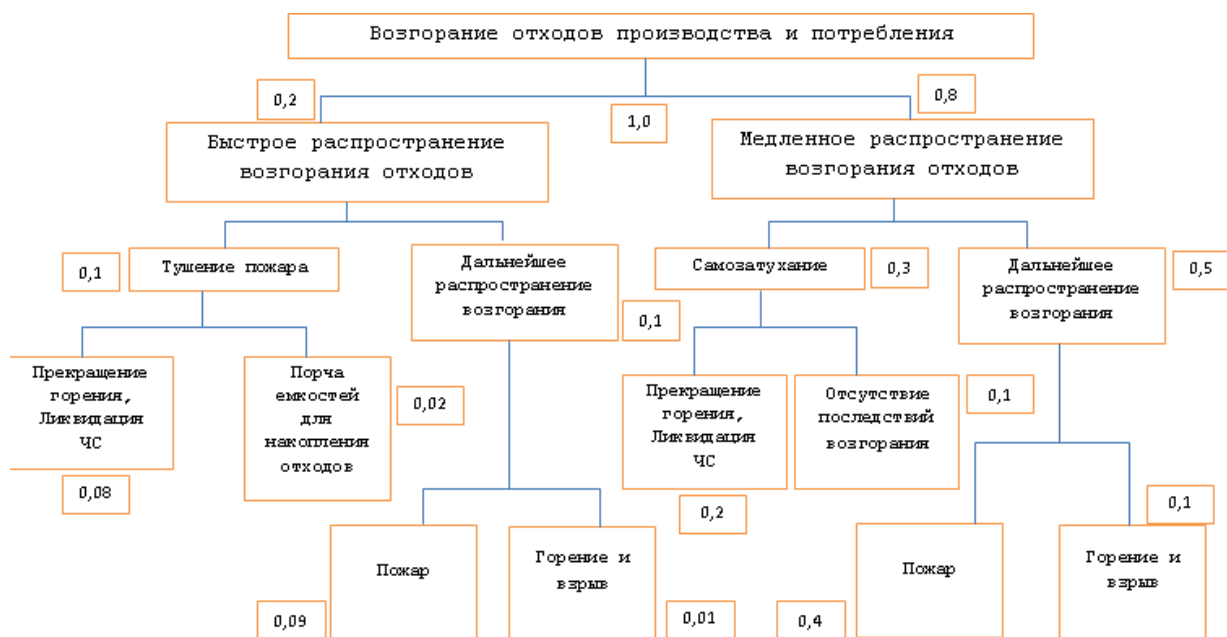 Возгорание отходов производства и потребления
0,2
0,8
1,0
Быстрое распространение
возгорания отходов
Медленное распространение
возгорания отходов
0,1
Тушение пожара
Дальнейшее
распространение
возгорания
0,1
Самозатухание
0,3
Дальнейшее
распространение
возгорания
0,5
Прекращение
горения,
Ликвидация
ЧС
0,08
Порча
емкостей
для
накопления
отходов
0,02
Прекращение
горения,
Ликвидация
ЧС
0,2
Отсутствие
последствий
возгорания
0,1
Пожар
0,09
Горение и
взрыв
0,01
Пожар
0,4
Горение и
взрыв
0,1